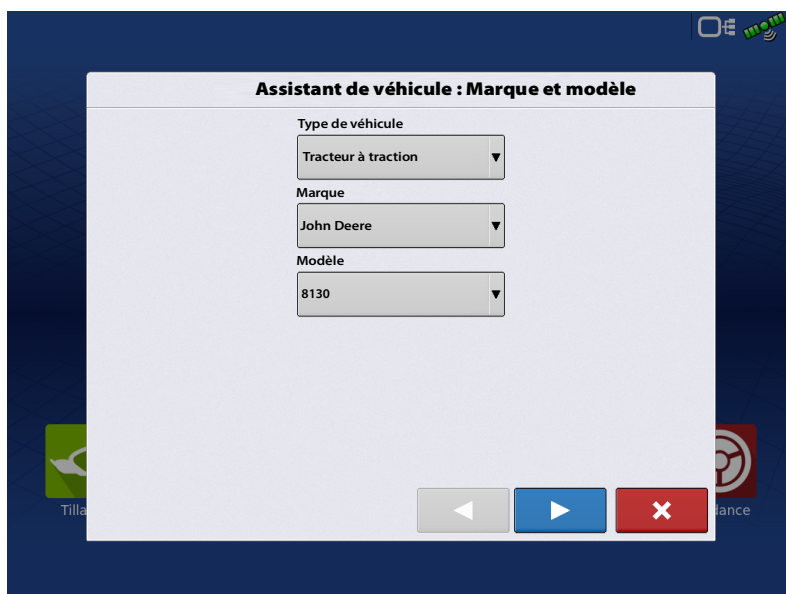 Assistant de véhicule : Marque et modèle
Type de véhicule
Tracteur à traction
Marque
John Deere
Modèle
8130
Tilla
dance